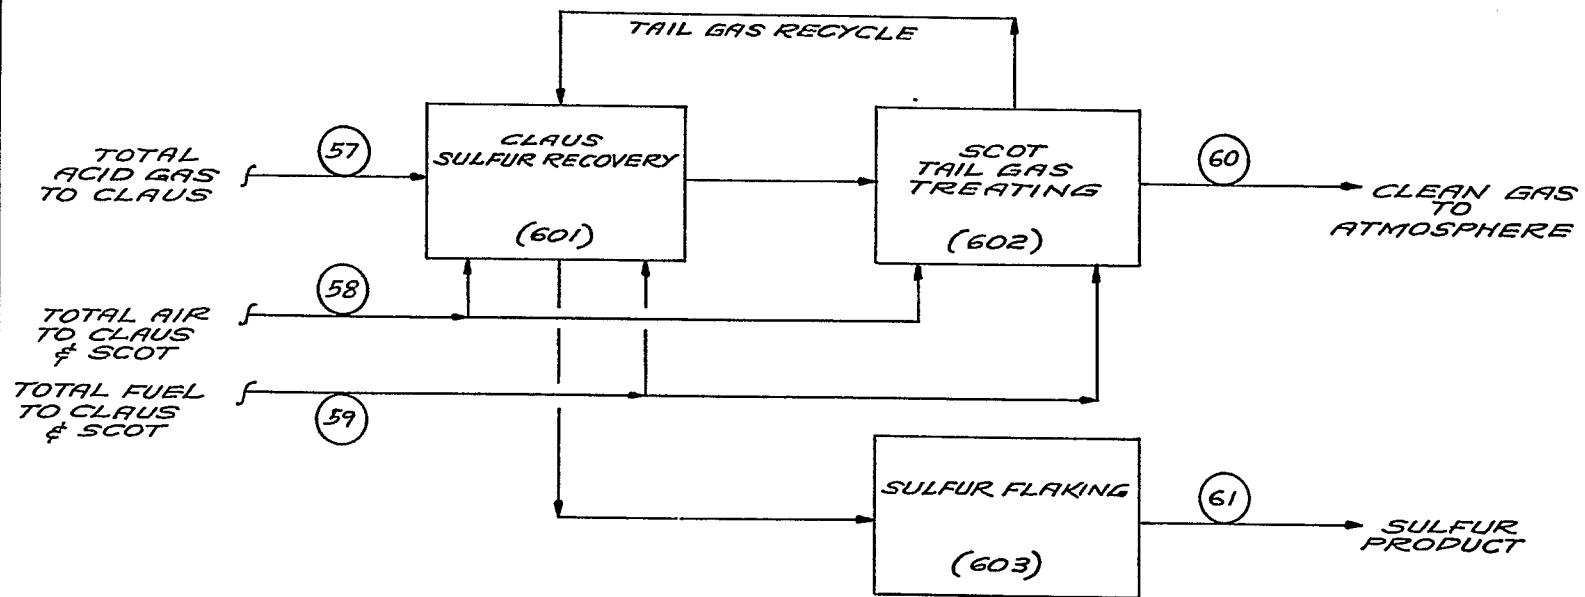 TAIL GAS RECYCLE
TOTAL
ACID GAS
TO CLAUS
57
CLAUS
SULFUR RECOVERY
(601)
SCOT
TAIL GAS
TREATING
(602)
60
CLEAN GAS
TO
ATMOSPHERE
58
TOTAL AIR
TO CLAUS
& SCOT
TOTAL FUEL
TO CLAUS
& SCOT
59
SULFUR FLAKING
(603)
61
SULFUR
PRODUCT